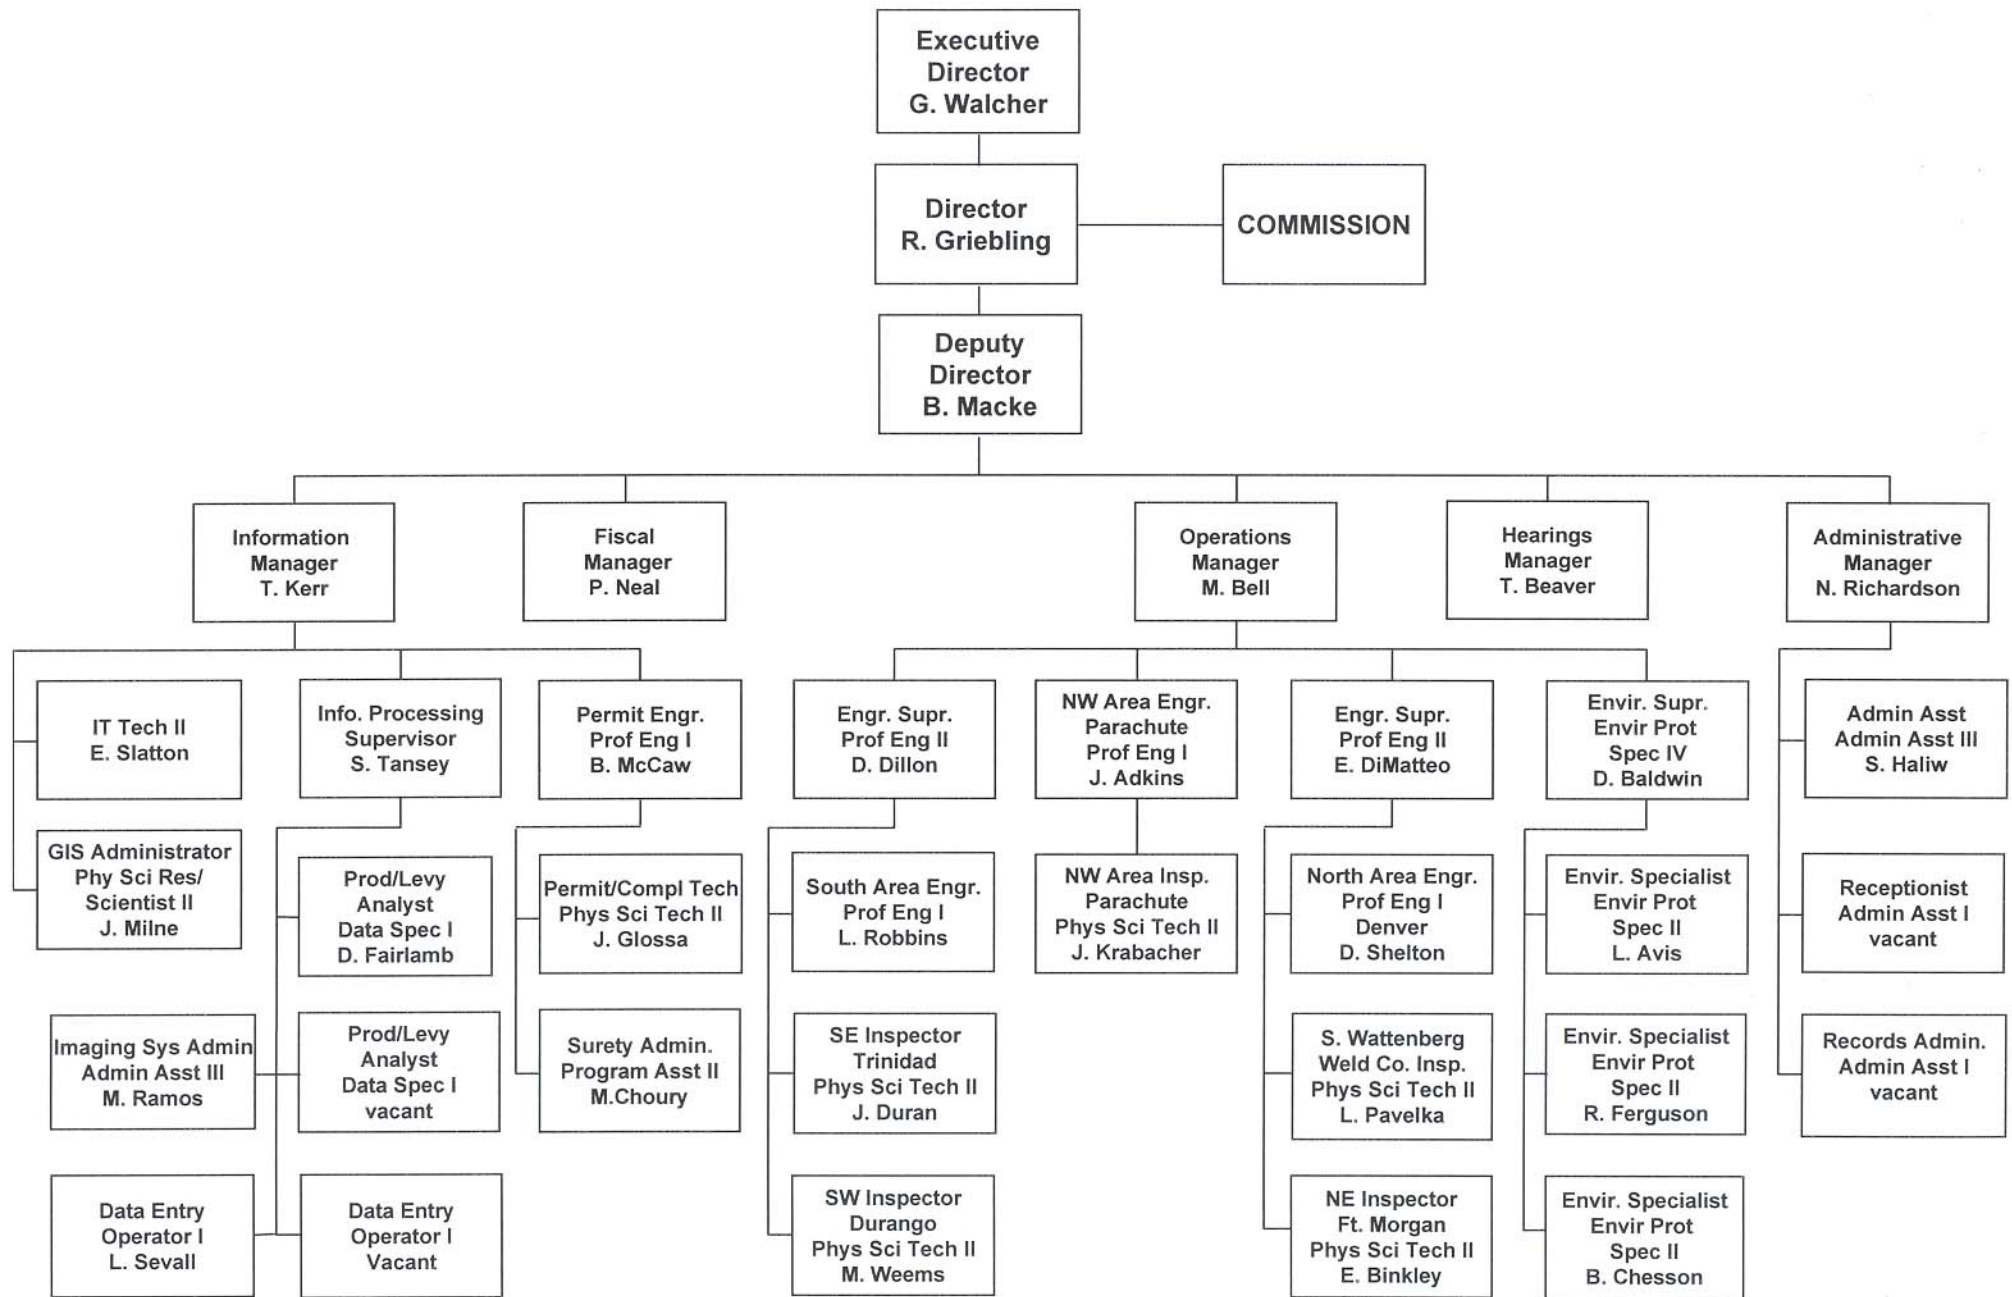 Executive
Director
G. Walcher
Director
R. Griebling
COMMISSION
Deputy
Director
B. Macke
Information
Manager
T. Kerr
Fiscal
Manager
P. Neal
Operations
Manager
M. Bell
Hearings
Manager
T. Beaver
Administrative
Manager
N. Richardson
IT Tech II
E. Slatton
Info. Processing
Supervisor
S. Tansey
Permit Engr.
Prof Eng I
B. McCaw
Engr. Supr.
Prof Eng II
D. Dillon
NW Area Engr.
Parachute
Prof Eng I
J. Adkins
Engr. Supr.
Prof Eng II
E. DiMatteo
Envir. Supr.
Envir Prot
Spec IV
D. Baldwin
Admin Asst
Admin Asst III
S. Haliw
GIS Administrator
Phy Sci Res/
Scientist II
J. Milne
Prod/Levy
Analyst
Data Spec I
D. Fairlamb
Permit/Compl Tech
Phys Sci Tech II
J. Glossa
South Area Engr.
Prof Eng I
L. Robbins
NW Area Insp.
Parachute
Phys Sci Tech II
J. Krabacher
North Area Engr.
Prof Eng I
Denver
D. Shelton
Envir. Specialist
Envir Prot
Spec II
L. Avis
Receptionist
Admin Asst I
vacant
Imaging Sys Admin
Admin Asst III
M. Ramos
Prod/Levy
Analyst
Data Spec I
vacant
Surety Admin.
Program Asst II
M.Choury
SE Inspector
Trinidad
Phys Sci Tech II
J. Duran
S. Wattenberg
Weld Co. Insp.
Phys Sci Tech II
L. Pavelka
Envir. Specialist
Envir Prot
Spec II
R. Ferguson
Records Admin.
Admin Asst I
vacant
Data Entry
Operator I
L. Sevall
Data Entry
Operator I
Vacant
SW Inspector
Durango
Phys Sci Tech II
M. Weems
NE Inspector
Ft. Morgan
Phys Sci Tech II
E. Binkley
Envir. Specialist
Envir Prot
Spec II
B. Chesson